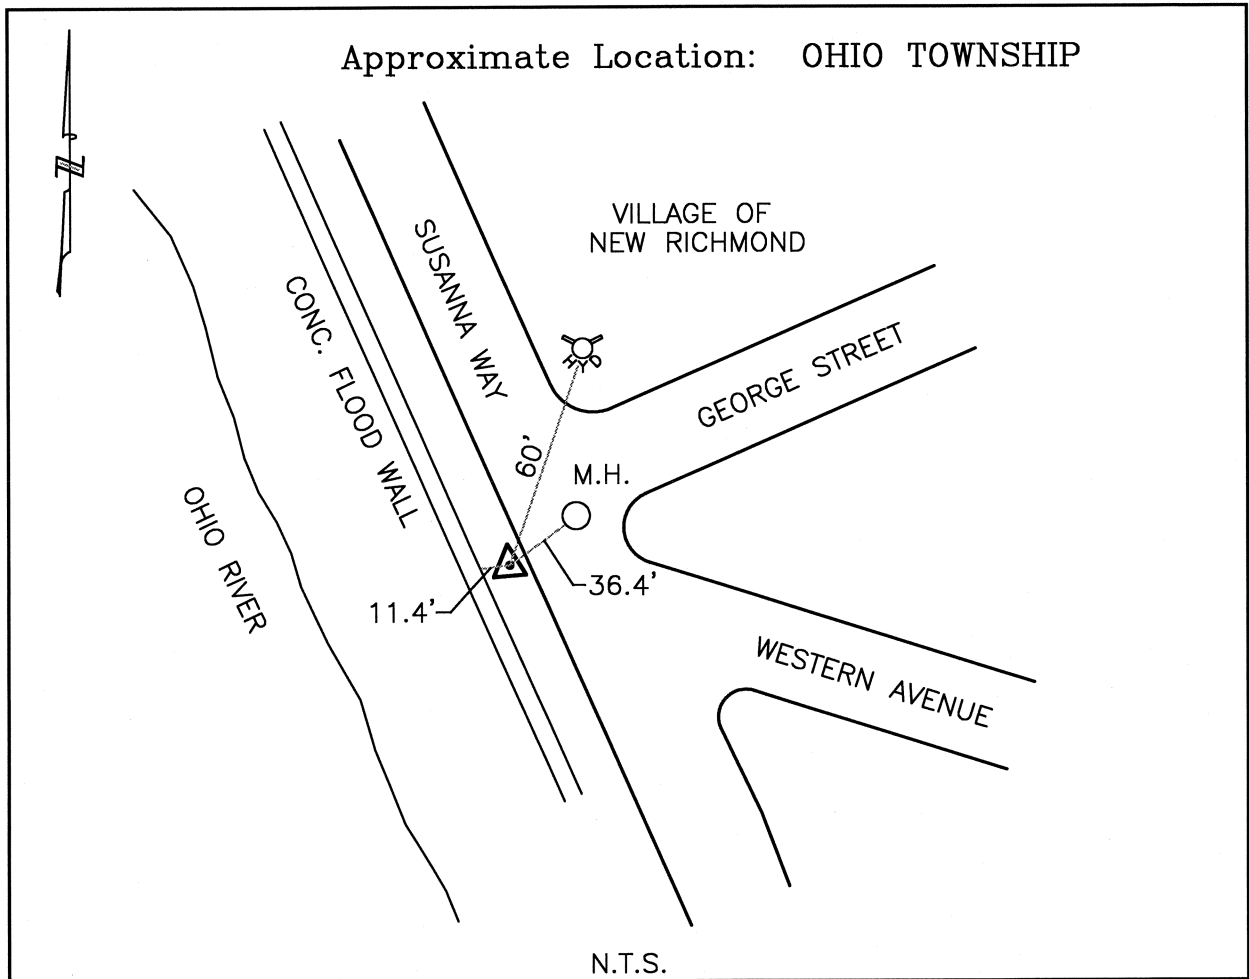 Approximate Location: OHIO TOWNSHIP
N
VILLAGE OF
NEW RICHMOND
SUSANNA WAY
CONC. FLOOD WALL
HYD
GEORGE STREET
60'
M.H.
OHIO RIVER
36.4'
11.4'
WESTERN AVENUE
N.T.S.